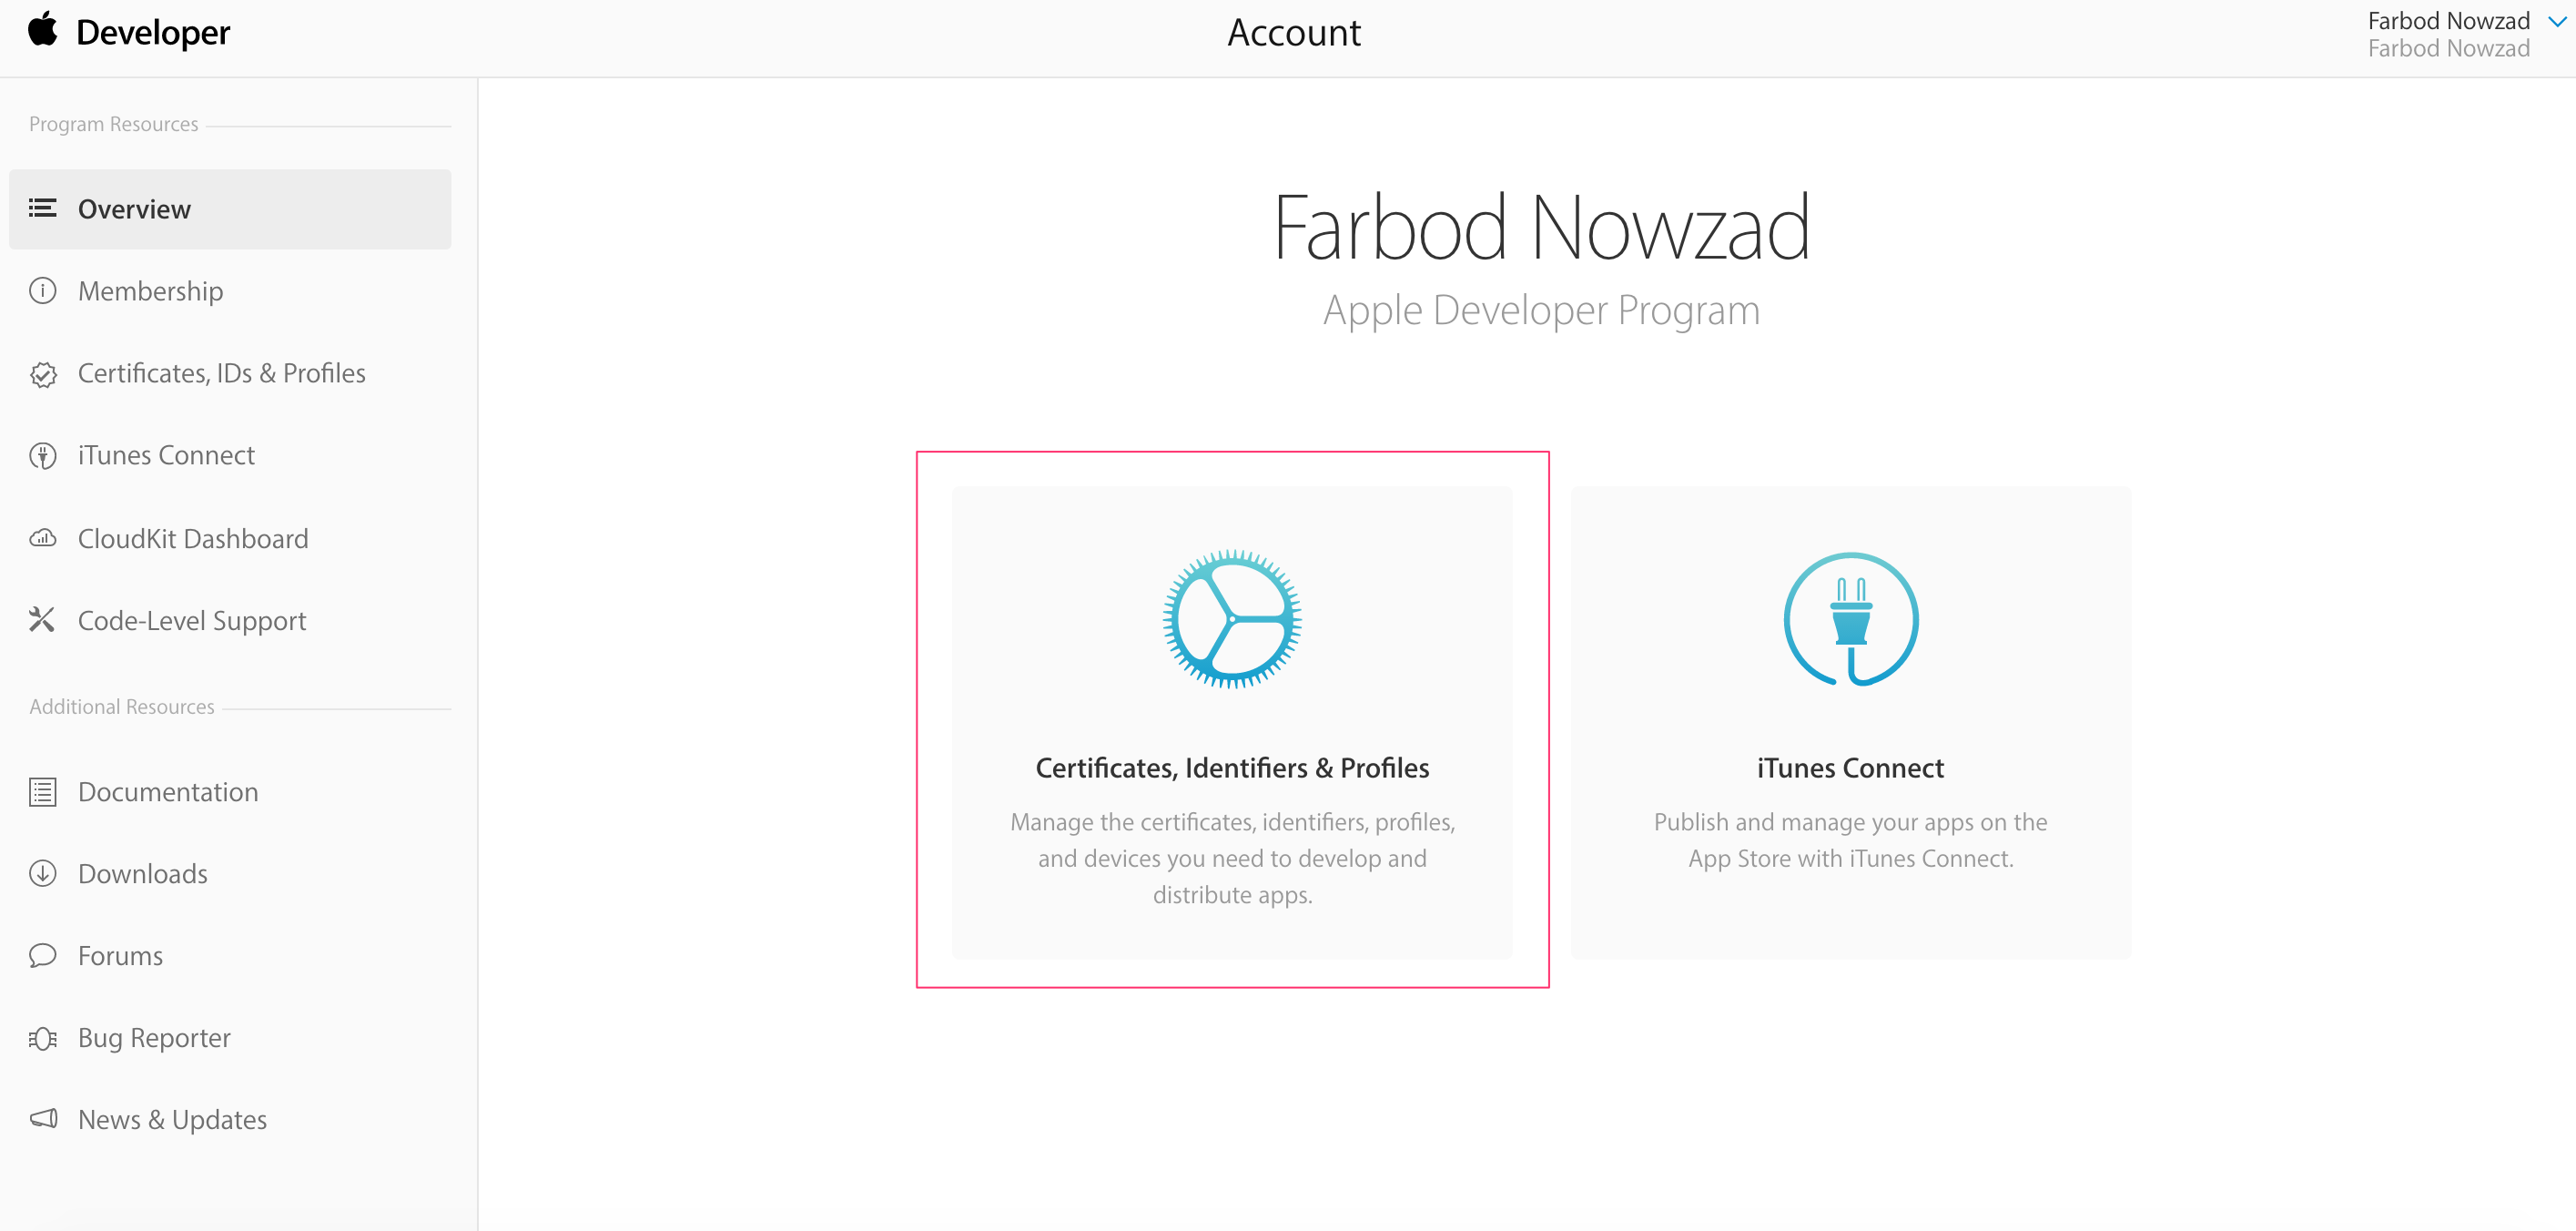 Developer
Account
Farbod Nowzad
Farbod Nowzad
Program Resources
Overview
Membership
Certificates, IDs & Profiles
iTunes Connect
CloudKit Dashboard
Code-Level Support
Additional Resources
Documentation
Downloads
Forums
Bug Reporter
News & Updates
Farbod Nowzad
Apple Developer Program
Certificates, Identifiers & Profiles
Manage the certificates, identifiers, profiles,
and devices you need to develop and
distribute apps.
iTunes Connect
Publish and manage your apps on the
App Store with iTunes Connect.